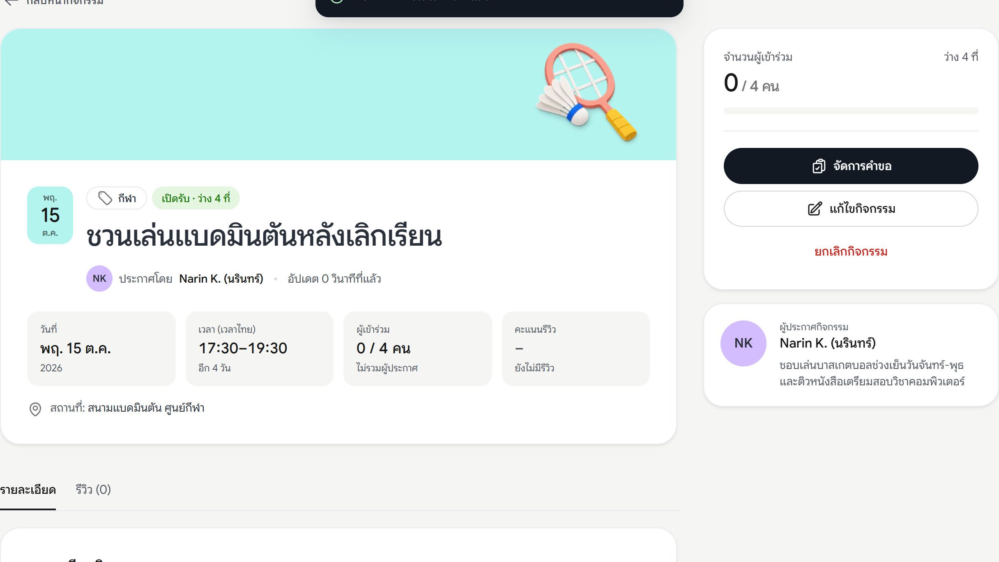 กลับหน้ากิจกรรม
พฤ.
15
ต.ค.
กีฬา
เปิดรับ · ว่าง 4 ที่
ชวนเล่นแบดมินตันหลังเลิกเรียน
NK
ประกาศโดย Narin K. (นรินทร์) • อัปเดต 0 วินาทีที่แล้ว
วันที่
พฤ. 15 ต.ค.
2026
เวลา (เวลาไทย)
17:30–19:30
อีก 4 วัน
ผู้เข้าร่วม
0 / 4 คน
ไม่รวมผู้ประกาศ
คะแนนรีวิว
–
ยังไม่มีรีวิว
สถานที่: สนามแบดมินตัน ศูนย์กีฬา
รายละเอียด
รีวิว (0)
จำนวนผู้เข้าร่วม
ว่าง 4 ที่
0 / 4 คน
จัดการคำขอ
แก้ไขกิจกรรม
ยกเลิกกิจกรรม
NK
ผู้ประกาศกิจกรรม
Narin K. (นรินทร์)
ชอบเล่นบาสเกตบอลช่วงเย็นวันจันทร์-พุธ
และติวหนังสือเตรียมสอบวิชาคอมพิวเตอร์